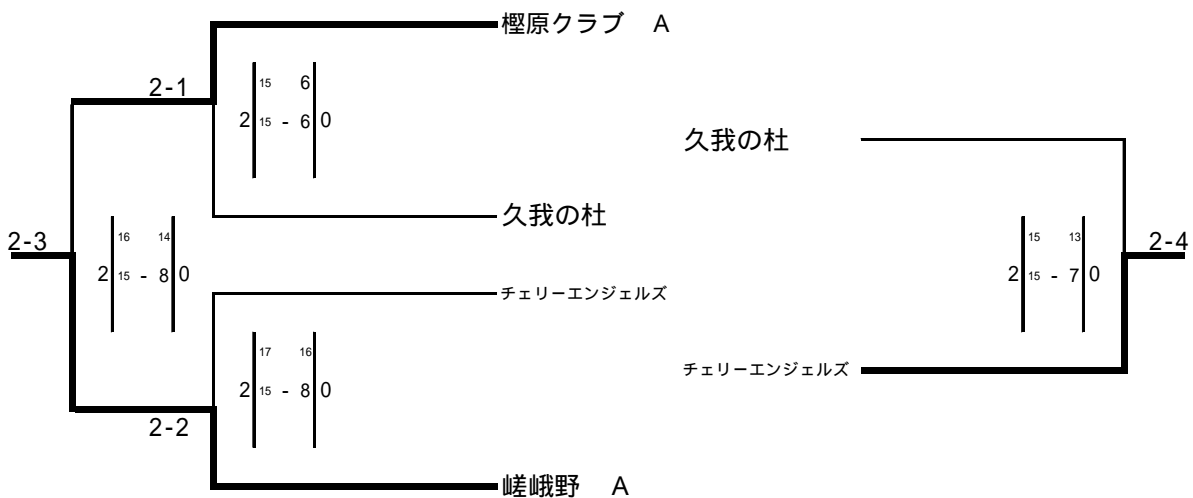 樫原クラブ　A
2-1
15 6
2 15 - 6 0
久我の杜
久我の杜
2-3
16 14
2 15 - 8 0
15 13
2 15 - 7 0
2-4
チェリーエンジェルズ
17 16
2 15 - 8 0
チェリーエンジェルズ
2-2
嵯峨野　A